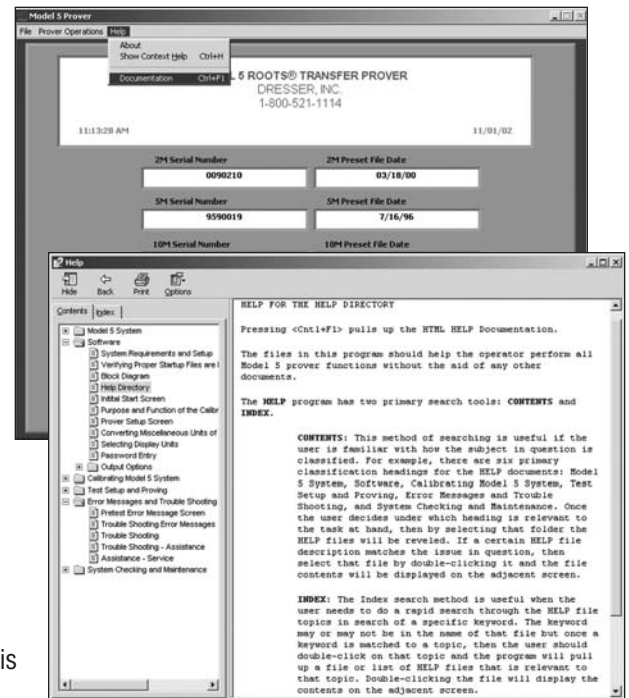 Model 5 Prover
File Prover Operations Help
About
Show Context Help Ctrl+H
Documentation Ctrl+F1
5 ROOTS® TRANSFER PROVER
DRESSER, INC.
1-800-521-1114
11:13:28 AM 11/01/02
2M Serial Number 2M Preset File Date
0090210 03/18/00
5M Serial Number 5M Preset File Date
9590019 7/16/96
10M Serial Number 10M Preset File Date
Help
Hide Back Print Options
Contents Index
Model 5 System
Software
System Requirements and Setup
Verifying Proper Startup Files are
Block Diagram
Help Directory
Intital Start Screen
Purpose and Function of the Calibr
Prover Setup Screen
Converting Miscellaneous Units of
Selecting Display Units
Password Entry
Output Options
Calibrating Model 5 System
Test Setup and Proving
Error Messages and Trouble Shooting
Pretest Error Message Screen
Trouble Shooting Error Messages
Trouble Shooting
Trouble Shooting - Assistance
Assistance - Service
System Checking and Maintenance
HELP FOR THE HELP DIRECTORY
Pressing <Cntl+F1> pulls up the HTML HELP Documentation.
The files in this program should help the operator perform all
Model 5 prover functions without the aid of any other
documents.
The HELP program has two primary search tools: CONTENTS and
INDEX.
CONTENTS: This method of searching is useful if the
user is familiar with how the subject in question is
classified. For example, there are six primary
classification headings for the HELP documents: Model
5 System, Software, Calibrating Model 5 System, Test
Setup and Proving, Error Messages and Trouble
Shooting, and System Checking and Maintenance. Once
the user decides under which heading is relevant to
the task at hand, then by selecting that folder the
HELP files will be reveled. If a certain HELP file
description matches the issue in question, then
select that file by double-clicking it and the file
contents will be displayed on the adjacent screen.
INDEX: The Index search method is useful when the
user needs to do a rapid search through the HELP file
topics in search of a specific keyword. The keyword
may or may not be in the name of that file but once a
keyword is matched to a topic, then the user should
double-click on that topic and the program will pull
up a file or list of HELP files that is relevant to
that topic. Double-clicking the file will display the
contents on the adjacent screen.
is